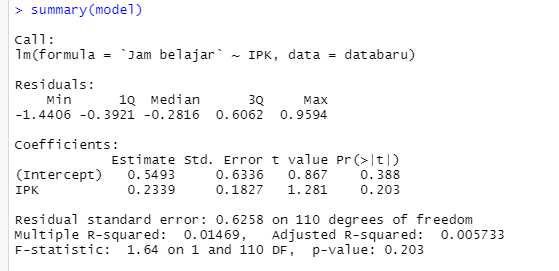 > summary(model)
Call:
lm(formula = `Jam belajar` ~ IPK, data = databaru)
Residuals:
    Min      1Q  Median      3Q     Max
-1.4406 -0.3921 -0.2816  0.6062  0.9594
Coefficients:
            Estimate Std. Error t value Pr(>|t|)
(Intercept)   0.5493     0.6336   0.867    0.388
IPK           0.2339     0.1827   1.281    0.203
Residual standard error: 0.6258 on 110 degrees of freedom
Multiple R-squared:  0.01469,   Adjusted R-squared:  0.005733
F-statistic:  1.64 on 1 and 110 DF,  p-value: 0.203